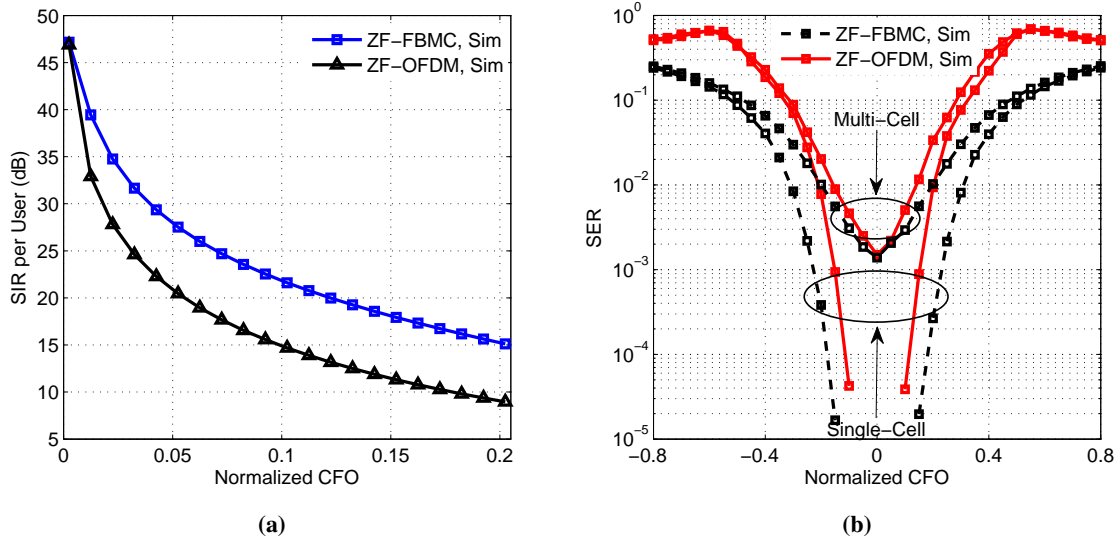 50
45
40
35
30
25
20
15
10
5
SIR per User (dB)
0
0.05
0.1
0.15
0.2
Normalized CFO
ZF−FBMC, Sim
ZF−OFDM, Sim
(a)
10^0
10^−1
10^−2
10^−3
10^−4
10^−5
SER
−0.8
−0.4
0
0.4
0.8
Normalized CFO
ZF−FBMC, Sim
ZF−OFDM, Sim
Multi−Cell
Single−Cell
(b)